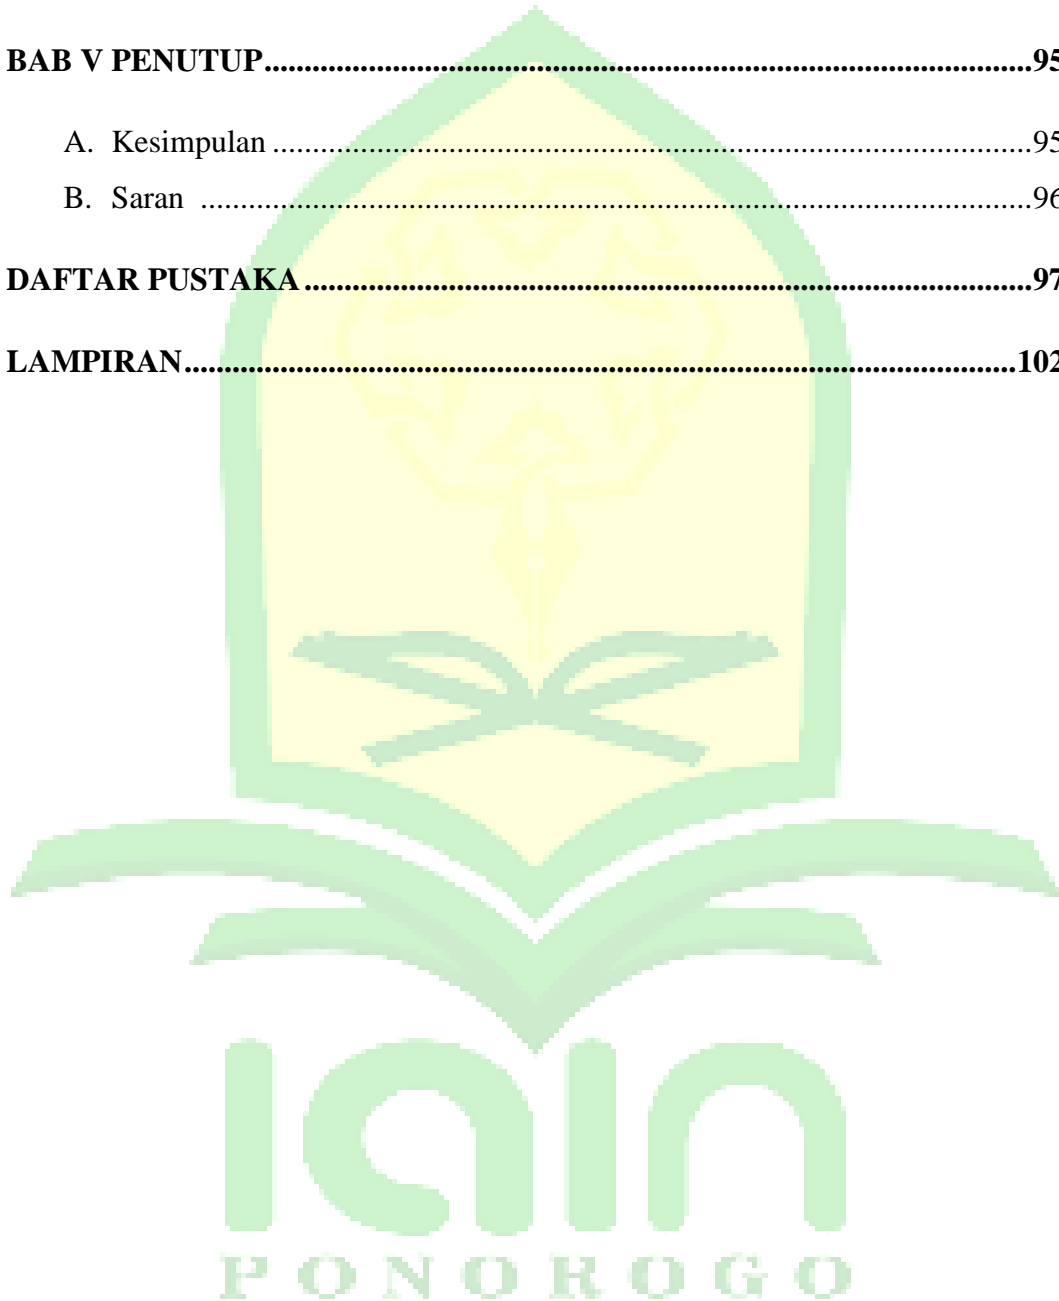 BAB V PENUTUP................................................................................95
A. Kesimpulan ................................................................................95
B. Saran ................................................................................96
DAFTAR PUSTAKA................................................................................97
LAMPIRAN................................................................................102
iain
PONOROGO